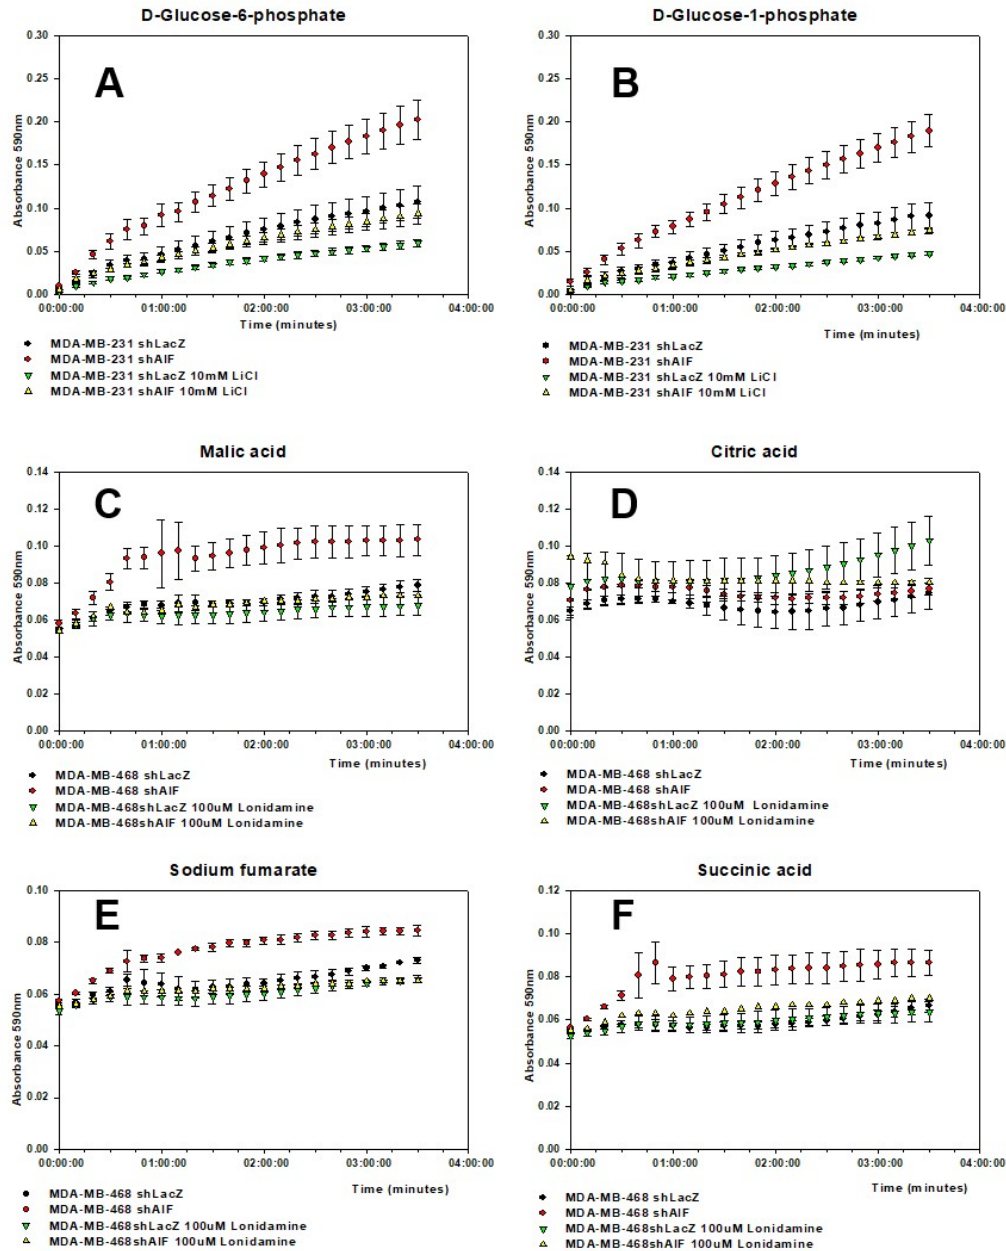 D-Glucose-6-phosphate
A
0.30
0.25
0.20
0.15
0.10
0.05
0.00
Absorbance 590nm
00:00:00 01:00:00 02:00:00 03:00:00 04:00:00
Time (minutes)
MDA-MB-231 shLacZ
MDA-MB-231 shAIF
MDA-MB-231 shLacZ 10mM LiCl
MDA-MB-231 shAIF 10mM LiCl
D-Glucose-1-phosphate
B
0.30
0.25
0.20
0.15
0.10
0.05
0.00
Absorbance 590nm
00:00:00 01:00:00 02:00:00 03:00:00 04:00:00
Time (minutes)
MDA-MB-231 shLacZ
MDA-MB-231 shAIF
MDA-MB-231 shLacZ 10mM LiCl
MDA-MB-231 shAIF 10mM LiCl
Malic acid
C
0.14
0.12
0.10
0.08
0.06
0.04
0.02
0.00
Absorbance 590nm
00:00:00 01:00:00 02:00:00 03:00:00 04:00:00
Time (minutes)
MDA-MB-468 shLacZ
MDA-MB-468 shAIF
MDA-MB-468shLacZ 100uM Lonidamine
MDA-MB-468shAIF 100uM Lonidamine
Citric acid
D
0.14
0.12
0.10
0.08
0.06
0.04
0.02
0.00
Absorbance 590nm
00:00:00 01:00:00 02:00:00 03:00:00 04:00:00
Time (minutes)
MDA-MB-468 shLacZ
MDA-MB-468 shAIF
MDA-MB-468shLacZ 100uM Lonidamine
MDA-MB-468shAIF 100uM Lonidamine
Sodium fumarate
E
0.10
0.08
0.06
0.04
0.02
0.00
Absorbance 590nm
00:00:00 01:00:00 02:00:00 03:00:00 04:00:00
Time (minutes)
MDA-MB-468 shLacZ
MDA-MB-468 shAIF
MDA-MB-468shLacZ 100uM Lonidamine
MDA-MB-468shAIF 100uM Lonidamine
Succinic acid
F
0.12
0.10
0.08
0.06
0.04
0.02
0.00
Absorbance 590nm
00:00:00 01:00:00 02:00:00 03:00:00 04:00:00
Time (minutes)
MDA-MB-468 shLacZ
MDA-MB-468 shAIF
MDA-MB-468shLacZ 100uM Lonidamine
MDA-MB-468shAIF 100uM Lonidamine